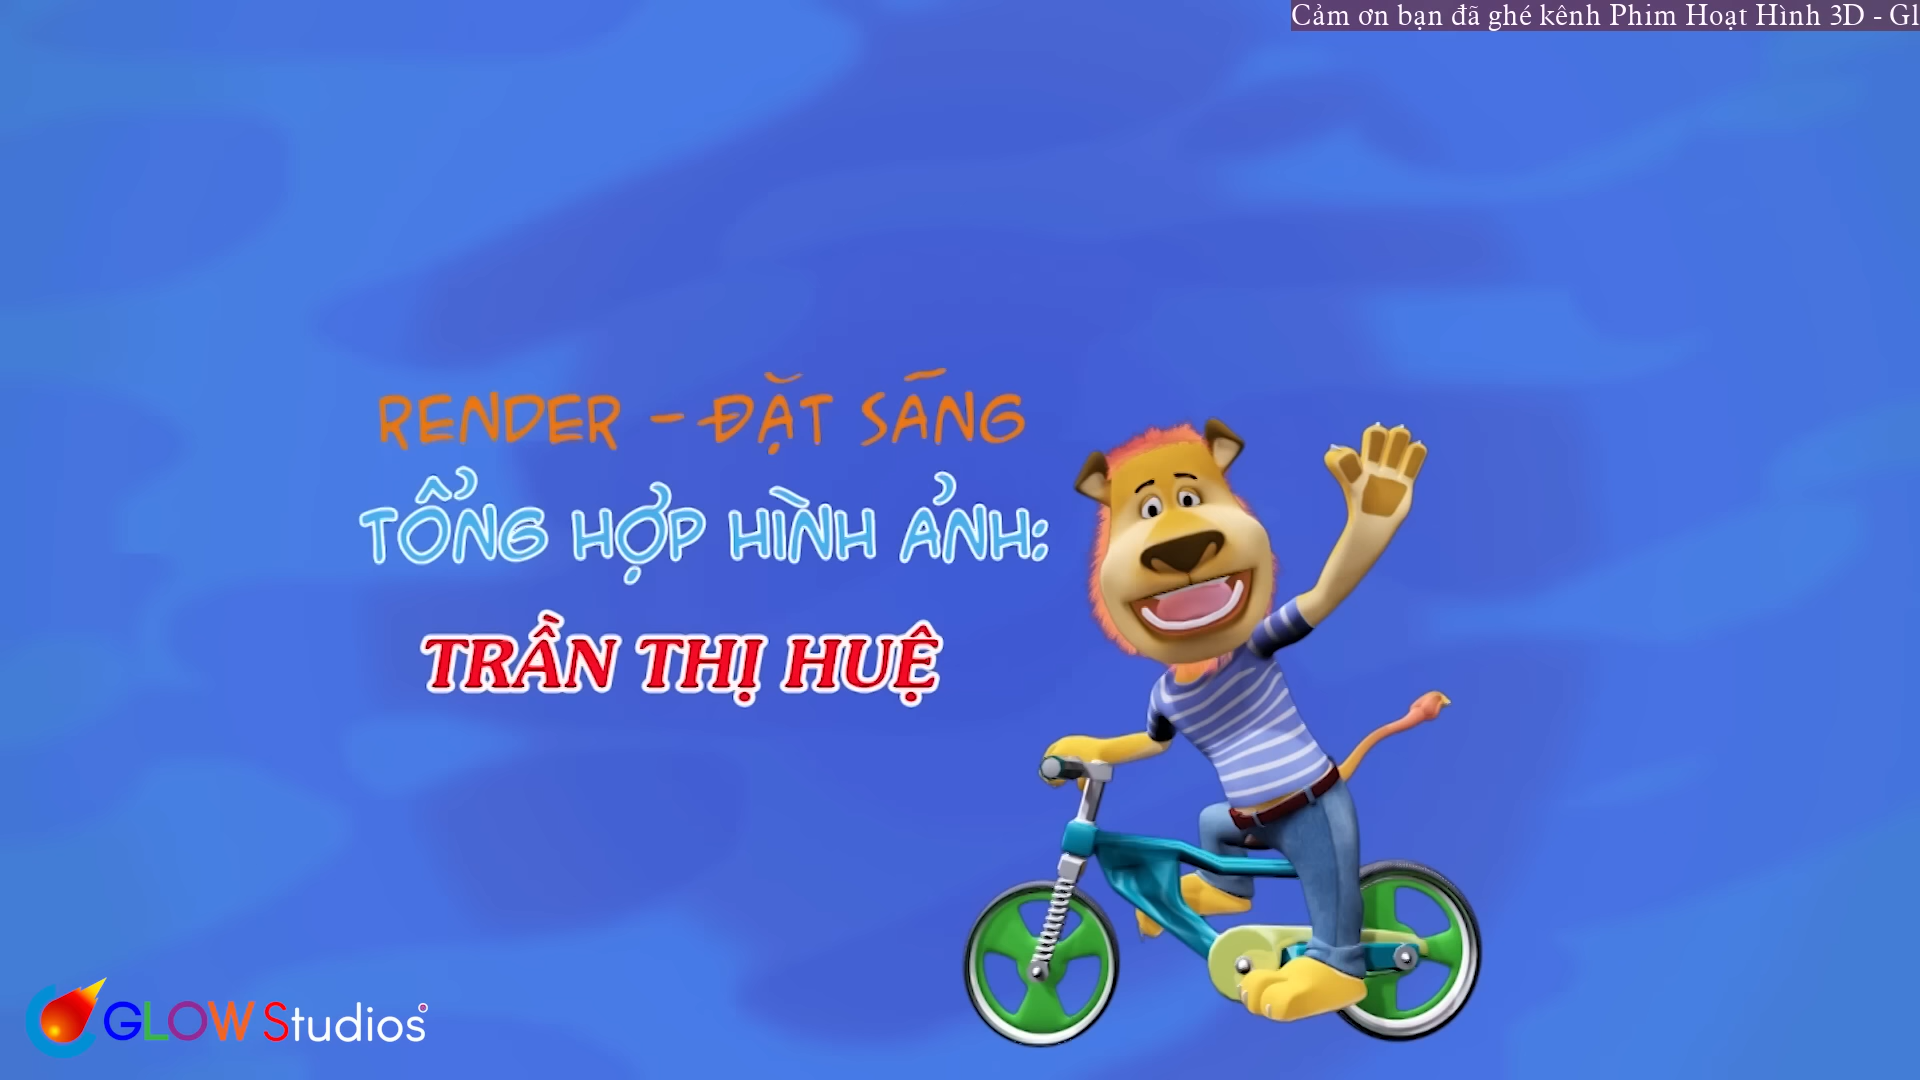 Cảm ơn bạn đã ghé kênh Phim Hoạt Hình 3D - Gl
RENDER - ĐẶT SÁNG
TỔNG HỢP HÌNH ẢNH:
TRẦN THỊ HUỆ
GLOW Studios